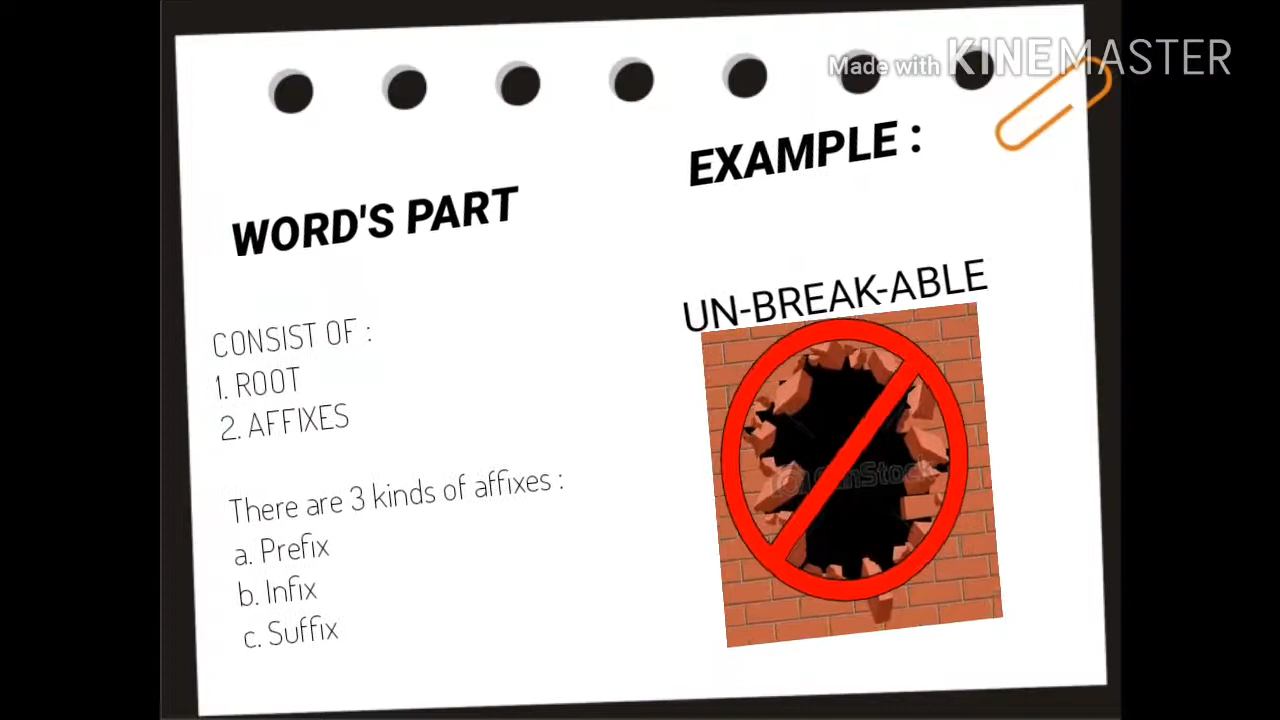 Made with KINEMASTER
EXAMPLE :
WORD'S PART
UN-BREAK-ABLE
CONSIST OF :
1. ROOT
2. AFFIXES
There are 3 kinds of affixes :
a. Prefix
b. Infix
c. Suffix